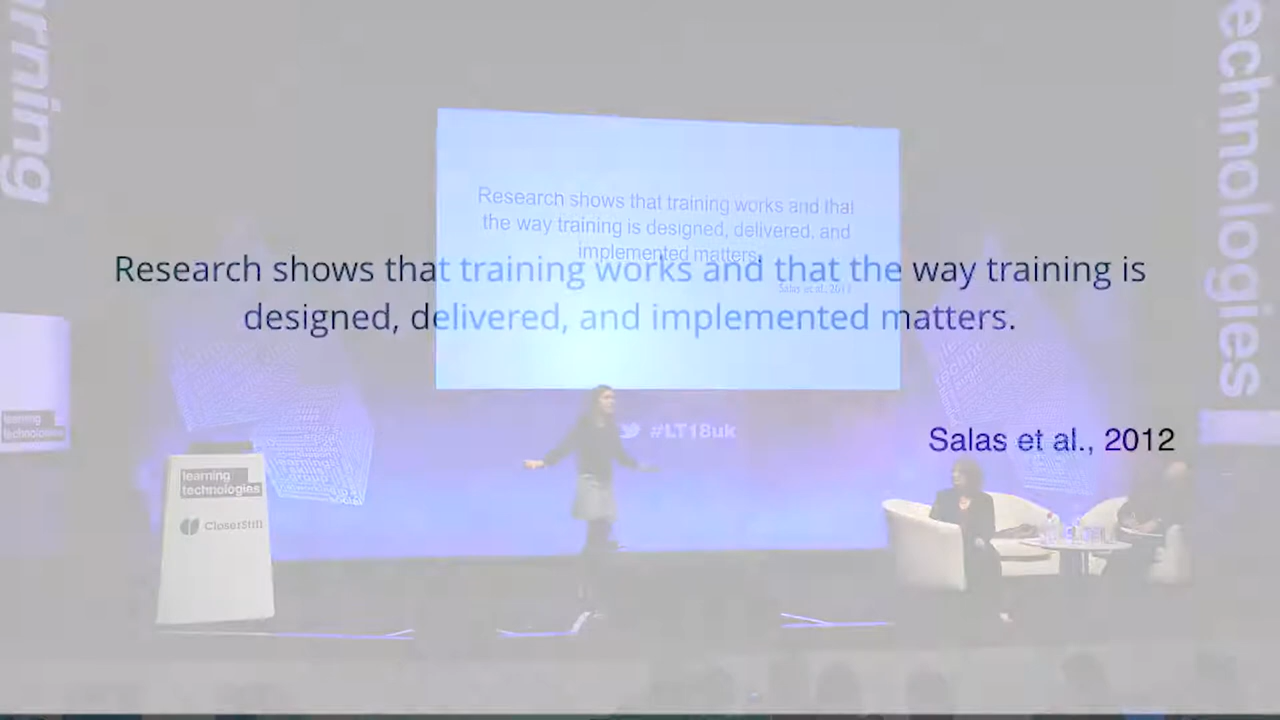 rning
echnologies
Research shows that training works and that
the way training is designed, delivered, and
implemented matters.
Salas et al., 2012
Research shows that training works and that the way training is
designed, delivered, and implemented matters.
Salas et al., 2012
#LT18uk
learning
technologies
learning
technologies
CloserStill